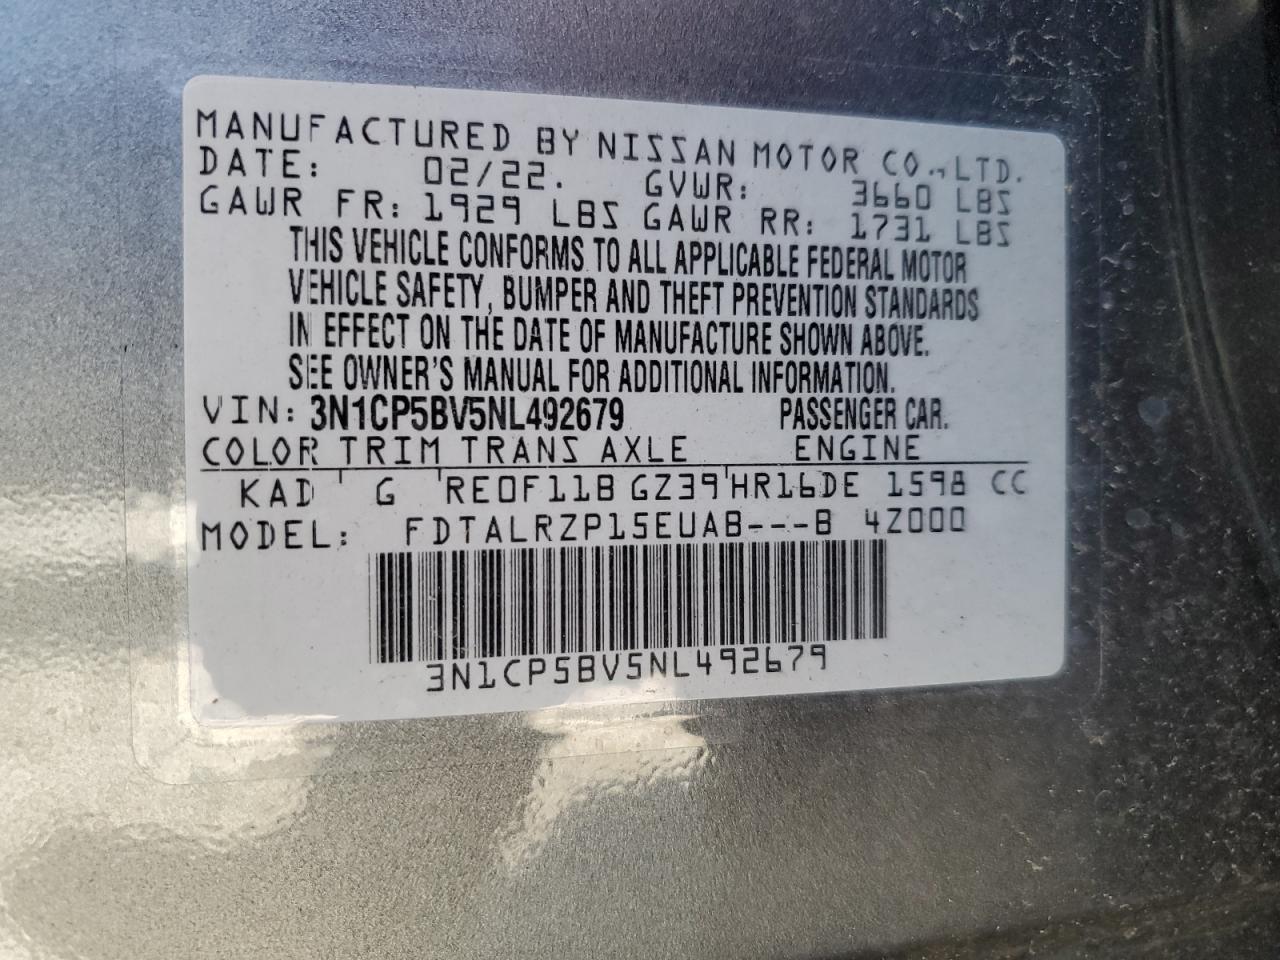 MANUFACTURED BY NISSAN MOTOR CO.,LTD.
DATE: 02/22. GVWR: 3660 LBS
GAWR FR: 1929 LBS GAWR RR: 1731 LBS
THIS VEHICLE CONFORMS TO ALL APPLICABLE FEDERAL MOTOR
VEHICLE SAFETY, BUMPER AND THEFT PREVENTION STANDARDS
IN EFFECT ON THE DATE OF MANUFACTURE SHOWN ABOVE.
SEE OWNER'S MANUAL FOR ADDITIONAL INFORMATION.
VIN: 3N1CP5BV5NL492679 PASSENGER CAR.
COLOR TRIM TRANS AXLE ENGINE
KAD G RE0F11B GZ39 HR16DE 1598 CC
MODEL: FDTALRZP15EUAB---B 4Z000
3N1CP5BV5NL492679